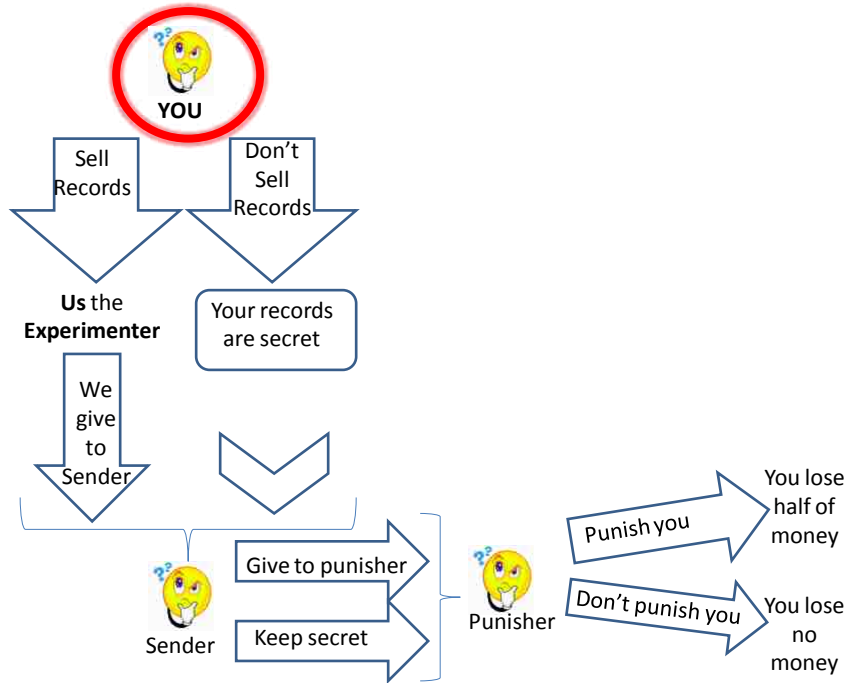 ??
YOU
Sell
Records
Don't
Sell
Records
Us the
Experimenter
Your records
are secret
We
give
to
Sender
??
Sender
Give to punisher
Keep secret
??
Punisher
Punish you
Don't punish you
You lose
half of
money
You lose
no
money